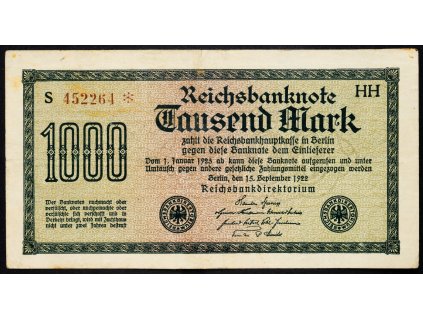 S 452264 *
Reichsbanknote
HH
1000
Tausend Mark
zahlt die Reichsbankhauptkasse in Berlin
gegen diese Banknote dem Einlieferer
Vom 1. Januar 1923 ab kann diese Banknote aufgerufen und unter
Umtausch gegen andere gesetzliche Zahlungsmittel eingezogen werden
Berlin, den 15. September 1922
Reichsbankdirektorium
Wer Banknoten nachmacht oder
verfälscht, oder nachgemachte oder
verfälschte sich verschafft und in
Verkehr bringt, wird mit Zuchthaus
nicht unter zwei Jahren bestraft